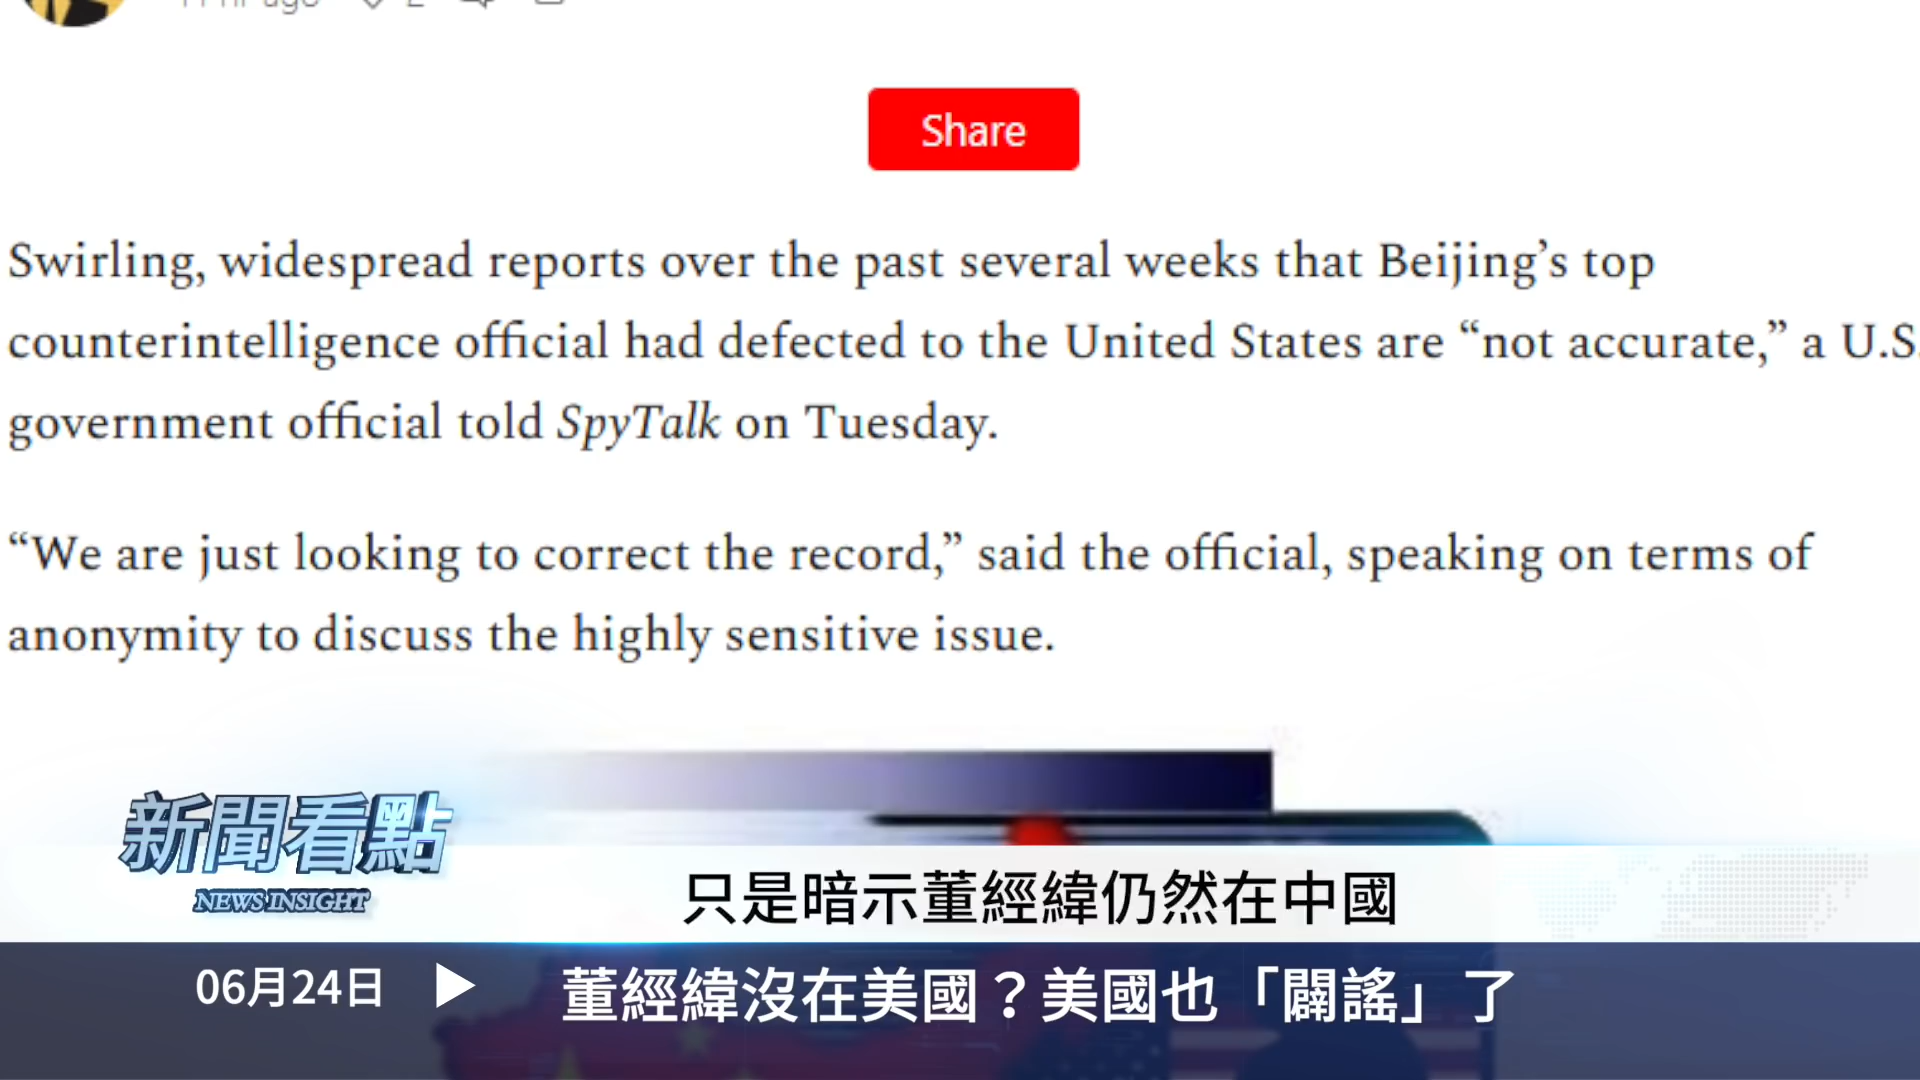 Share
Swirling, widespread reports over the past several weeks that Beijing’s top
counterintelligence official had defected to the United States are “not accurate,” a U.S.
government official told SpyTalk on Tuesday.
“We are just looking to correct the record,” said the official, speaking on terms of
anonymity to discuss the highly sensitive issue.
新聞看點
NEWS INSIGHT
只是暗示董經緯仍然在中國
06月24日
董經緯沒在美國？美國也「闢謠」了